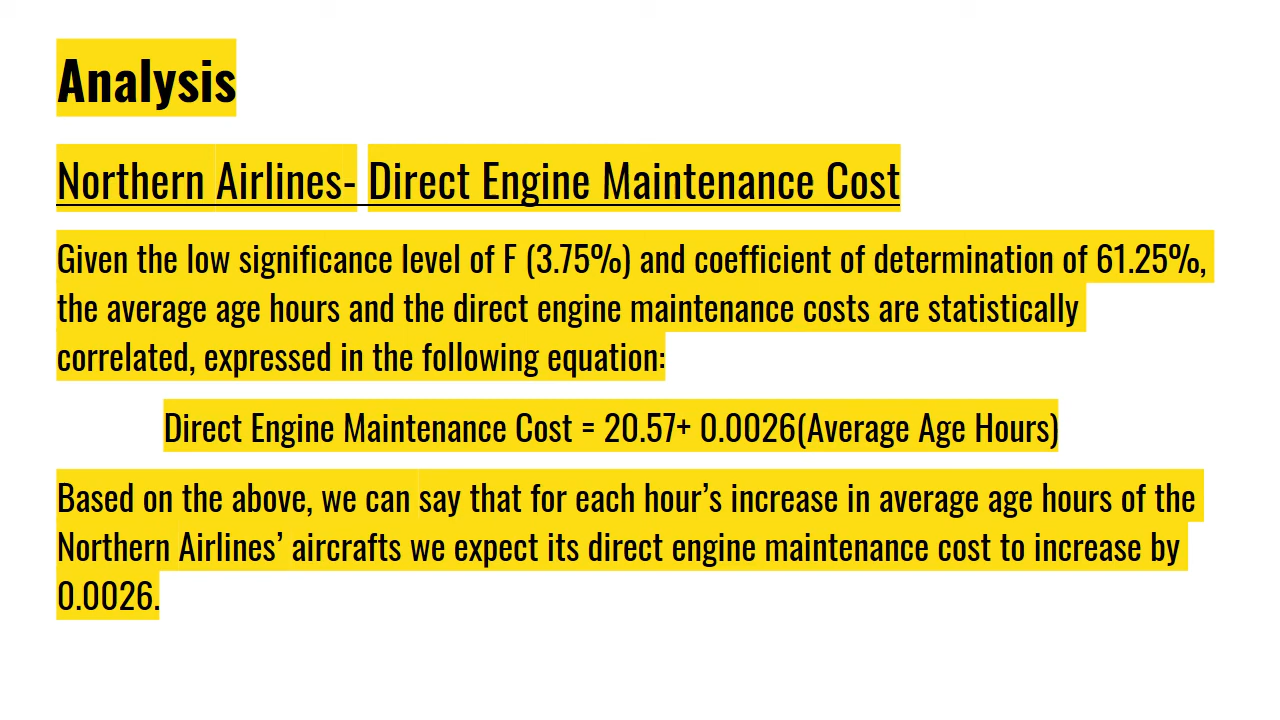 Analysis
Northern Airlines- Direct Engine Maintenance Cost
Given the low significance level of F (3.75%) and coefficient of determination of 61.25%,
the average age hours and the direct engine maintenance costs are statistically
correlated, expressed in the following equation:
Direct Engine Maintenance Cost = 20.57+ 0.0026(Average Age Hours)
Based on the above, we can say that for each hour’s increase in average age hours of the
Northern Airlines’ aircrafts we expect its direct engine maintenance cost to increase by
0.0026.